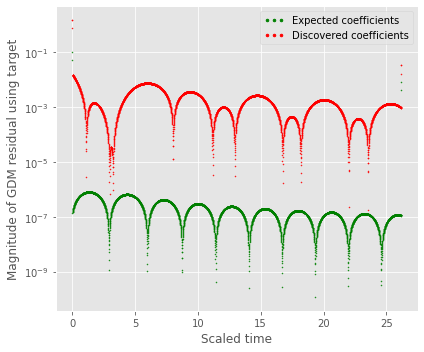 Expected coefficients
Discovered coefficients
Magnitude of GDM residual using target
10⁻¹
10⁻³
10⁻⁵
10⁻⁷
10⁻⁹
0 5 10 15 20 25
Scaled time